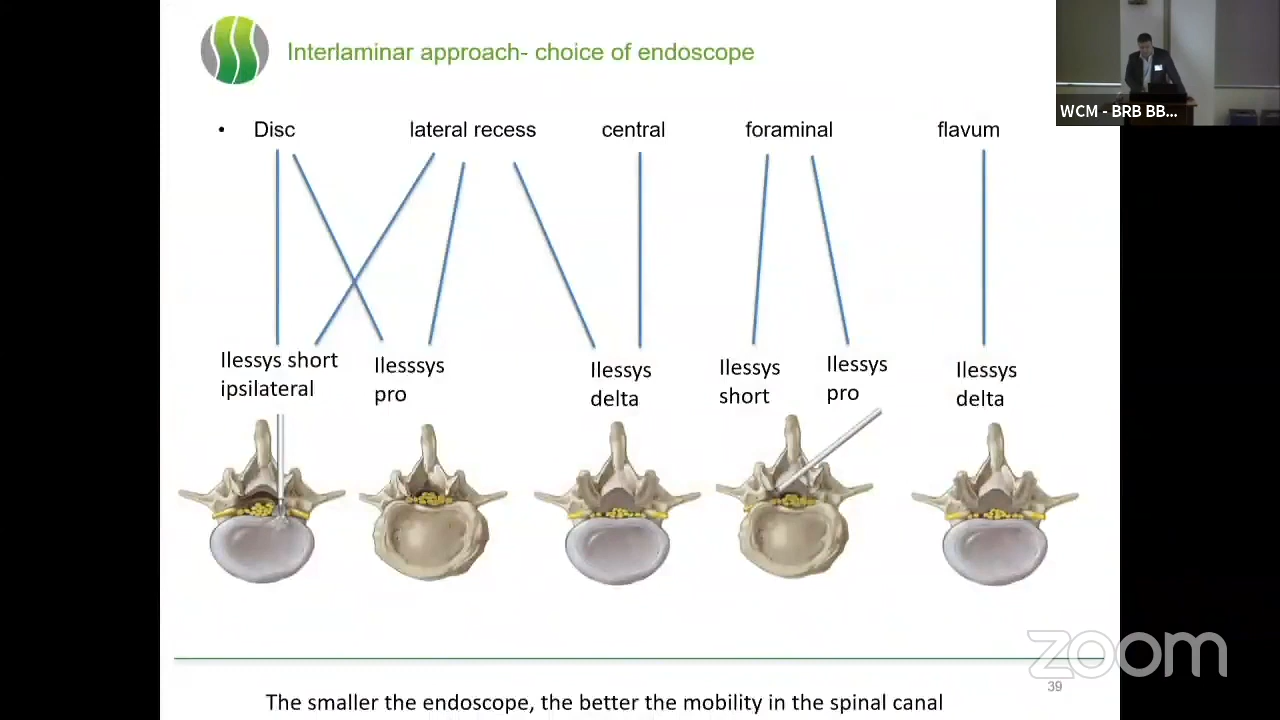 Interlaminar approach- choice of endoscope
WCM - BRB BB...
• Disc lateral recess central foraminal flavum
Ilessys short
ipsilateral
Ilesssys
pro
Ilessys
delta
Ilessys
short
Ilessys
pro
Ilessys
delta
zoom
39
The smaller the endoscope, the better the mobility in the spinal canal